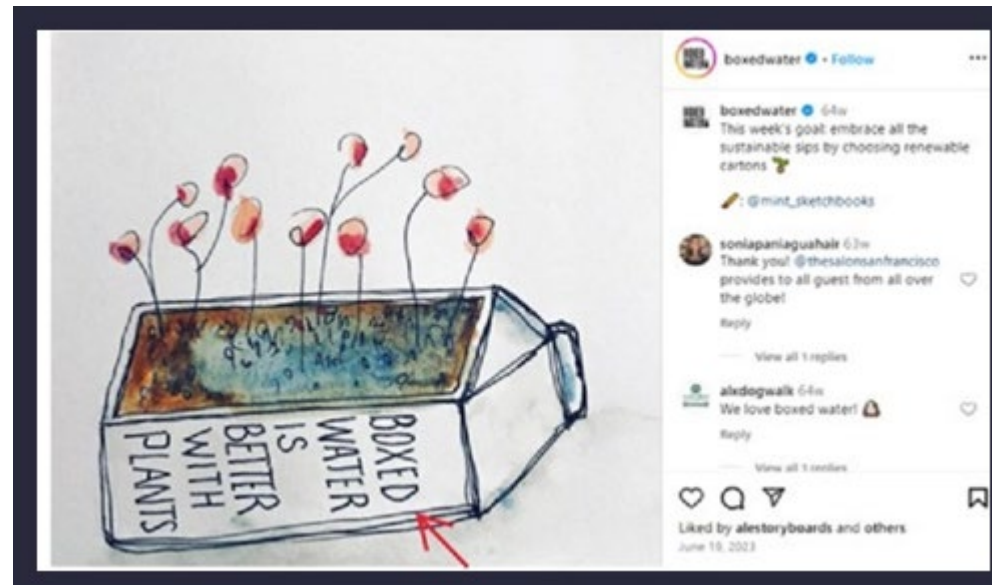 BOXED
WATER
IS
BETTER
WITH
PLANTS
boxedwater • Follow
boxedwater 64w
This week's goal: embrace all the
sustainable sips by choosing renewable
cartons
: @mint_sketchbooks
soniapaniaguahair 63w
Thank you! @thesalonsanfrancisco
provides to all guest from all over
the globe!
Reply
View all 1 replies
alxdogwalk 64w
We love boxed water!
Reply
View all 1 replies
Liked by alestoryboards and others
June 19, 2023